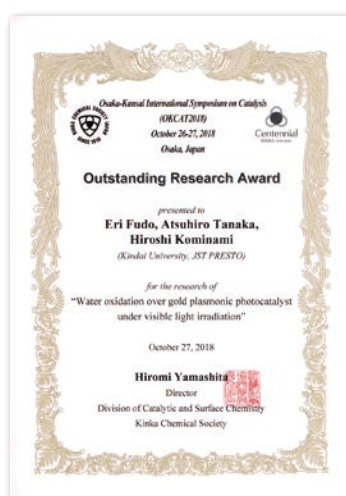 Osaka-Kansai International Symposium on Catalysis
(OKCAT2018)
October 26-27, 2018
Osaka, Japan
Centennial
Outstanding Research Award
presented to
Eri Fudo, Atsuhiro Tanaka,
Hiroshi Kominami
(Kindai University, JST PRESTO)
for the research of
“Water oxidation over gold plasmonic photocatalyst
under visible light irradiation”
October 27, 2018
Hiromi Yamashita
Director
Division of Catalytic and Surface Chemistry
Kinka Chemical Society